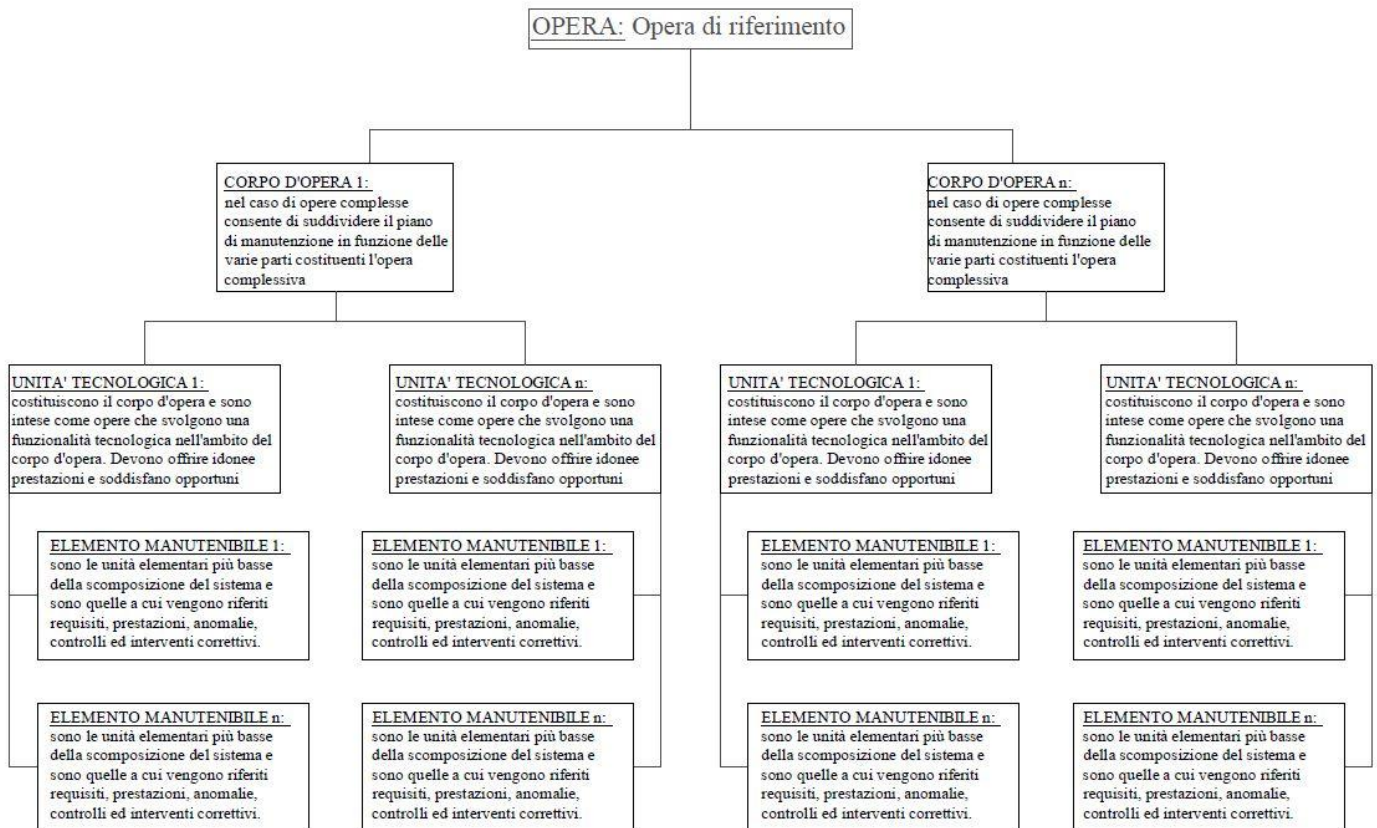 OPERA: Opera di riferimento
CORPO D'OPERA 1:
nel caso di opere complesse
consente di suddividere il piano
di manutenzione in funzione delle
varie parti costituenti l'opera
complessiva
CORPO D'OPERA n:
nel caso di opere complesse
consente di suddividere il piano
di manutenzione in funzione delle
varie parti costituenti l'opera
complessiva
UNITA' TECNOLOGICA 1:
costituiscono il corpo d'opera e sono
intese come opere che svolgono una
funzionalità tecnologica nell'ambito del
corpo d'opera. Devono offrire idonee
prestazioni e soddisfano opportuni
UNITA' TECNOLOGICA n:
costituiscono il corpo d'opera e sono
intese come opere che svolgono una
funzionalità tecnologica nell'ambito del
corpo d'opera. Devono offrire idonee
prestazioni e soddisfano opportuni
UNITA' TECNOLOGICA 1:
costituiscono il corpo d'opera e sono
intese come opere che svolgono una
funzionalità tecnologica nell'ambito del
corpo d'opera. Devono offrire idonee
prestazioni e soddisfano opportuni
UNITA' TECNOLOGICA n:
costituiscono il corpo d'opera e sono
intese come opere che svolgono una
funzionalità tecnologica nell'ambito del
corpo d'opera. Devono offrire idonee
prestazioni e soddisfano opportuni
ELEMENTO MANUTENIBILE 1:
sono le unità elementari più basse
della scomposizione del sistema e
sono quelle a cui vengono riferiti
requisiti, prestazioni, anomalie,
controlli ed interventi correttivi.
ELEMENTO MANUTENIBILE 1:
sono le unità elementari più basse
della scomposizione del sistema e
sono quelle a cui vengono riferiti
requisiti, prestazioni, anomalie,
controlli ed interventi correttivi.
ELEMENTO MANUTENIBILE 1:
sono le unità elementari più basse
della scomposizione del sistema e
sono quelle a cui vengono riferiti
requisiti, prestazioni, anomalie,
controlli ed interventi correttivi.
ELEMENTO MANUTENIBILE 1:
sono le unità elementari più basse
della scomposizione del sistema e
sono quelle a cui vengono riferiti
requisiti, prestazioni, anomalie,
controlli ed interventi correttivi.
ELEMENTO MANUTENIBILE n:
sono le unità elementari più basse
della scomposizione del sistema e
sono quelle a cui vengono riferiti
requisiti, prestazioni, anomalie,
controlli ed interventi correttivi.
ELEMENTO MANUTENIBILE n:
sono le unità elementari più basse
della scomposizione del sistema e
sono quelle a cui vengono riferiti
requisiti, prestazioni, anomalie,
controlli ed interventi correttivi.
ELEMENTO MANUTENIBILE n:
sono le unità elementari più basse
della scomposizione del sistema e
sono quelle a cui vengono riferiti
requisiti, prestazioni, anomalie,
controlli ed interventi correttivi.
ELEMENTO MANUTENIBILE n:
sono le unità elementari più basse
della scomposizione del sistema e
sono quelle a cui vengono riferiti
requisiti, prestazioni, anomalie,
controlli ed interventi correttivi.